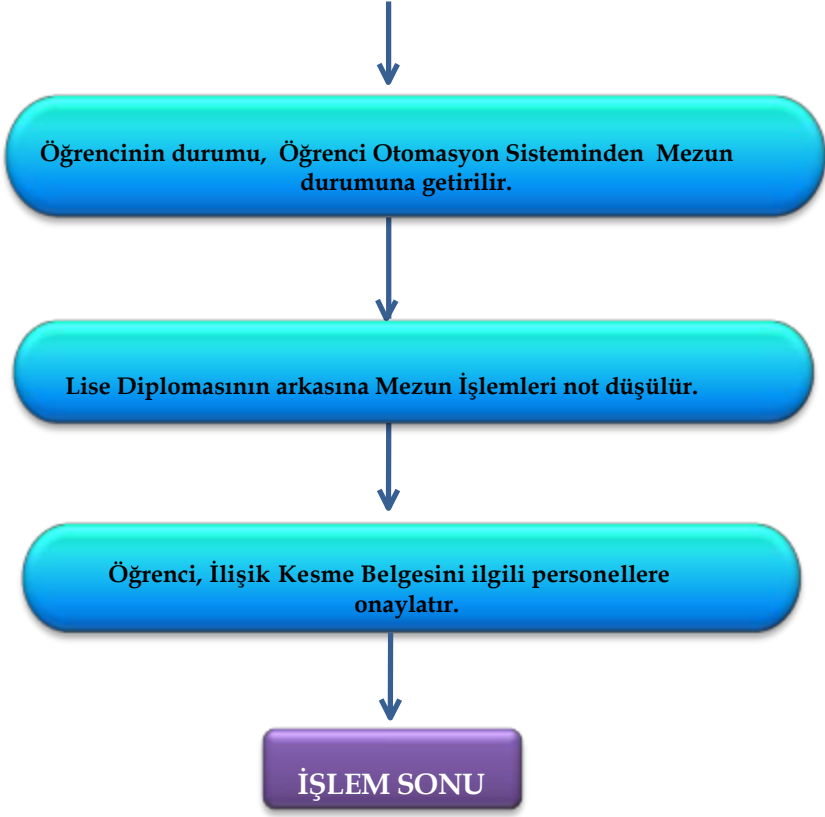 Öğrencinin durumu, Öğrenci Otomasyon Sisteminden Mezun
durumuna getirilir.
Lise Diplomasının arkasına Mezun İşlemleri not düşülür.
Öğrenci, İlişik Kesme Belgesini ilgili personellere
onaylatır.
İŞLEM SONU